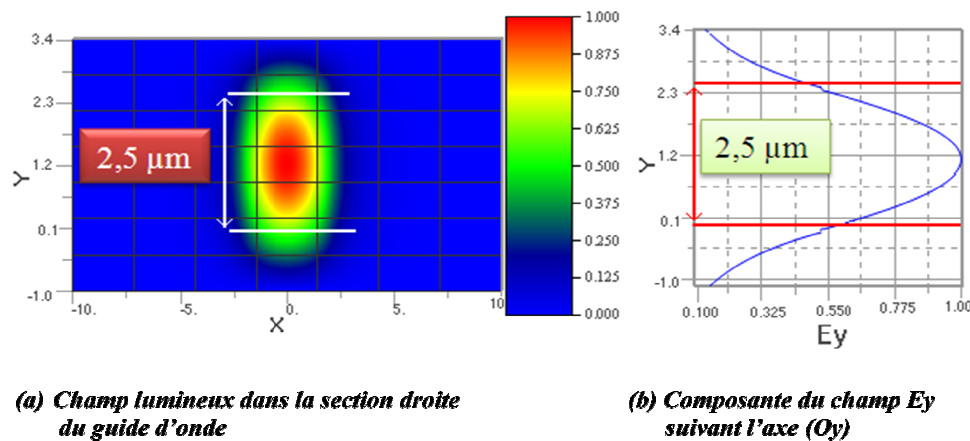 3.4
2.3
1.2
0.1
-1.0
Y
-10.
-5.
0.
5.
10
X
2,5 µm
1.000
0.875
0.750
0.625
0.500
0.375
0.250
0.125
0.000
3.4
2.3
1.2
0.1
-1.0
Y
2,5 µm
0.100
0.325
0.550
0.775
1.00
Ey
(a) Champ lumineux dans la section droite
du guide d’onde
(b) Composante du champ Ey
suivant l’axe (Oy)